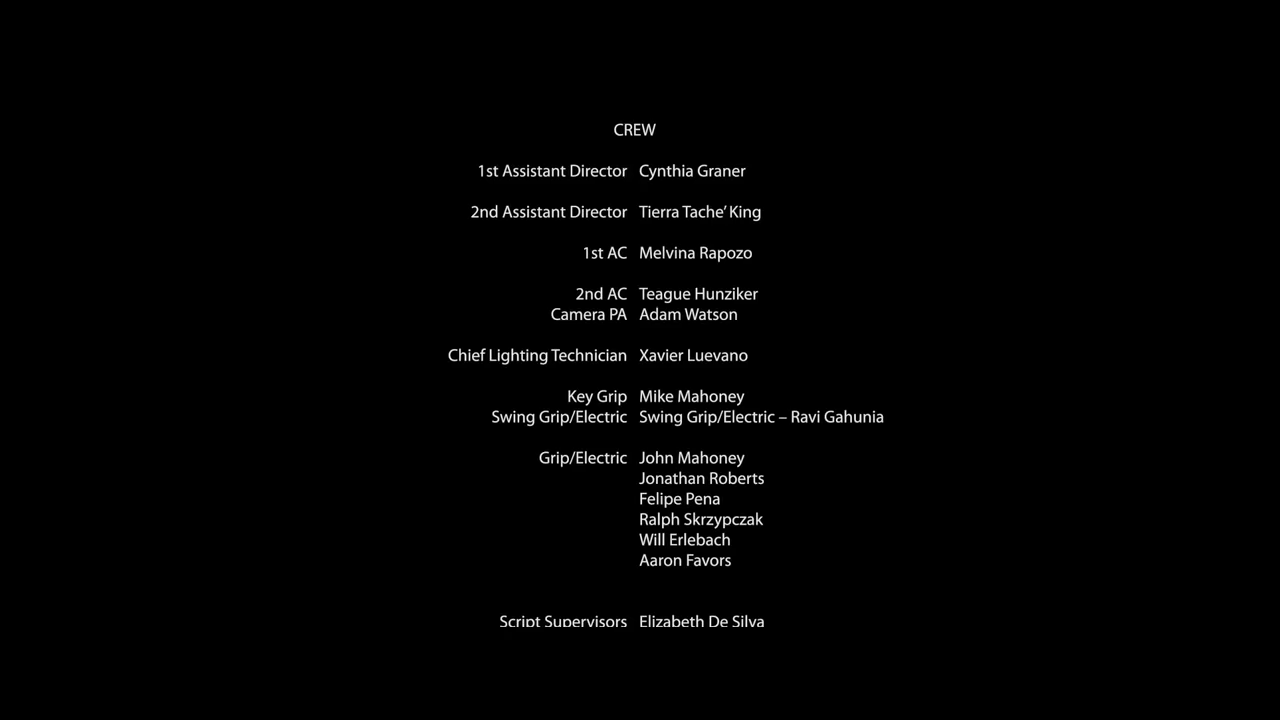 CREW
1st Assistant Director Cynthia Graner
2nd Assistant Director Tierra Tache’ King
1st AC Melvina Rapozo
2nd AC Teague Hunziker
Camera PA Adam Watson
Chief Lighting Technician Xavier Luevano
Key Grip Mike Mahoney
Swing Grip/Electric Swing Grip/Electric – Ravi Gahunia
Grip/Electric John Mahoney
Jonathan Roberts
Felipe Pena
Ralph Skrzypczak
Will Erlebach
Aaron Favors
Script Supervisors Elizabeth De Silva